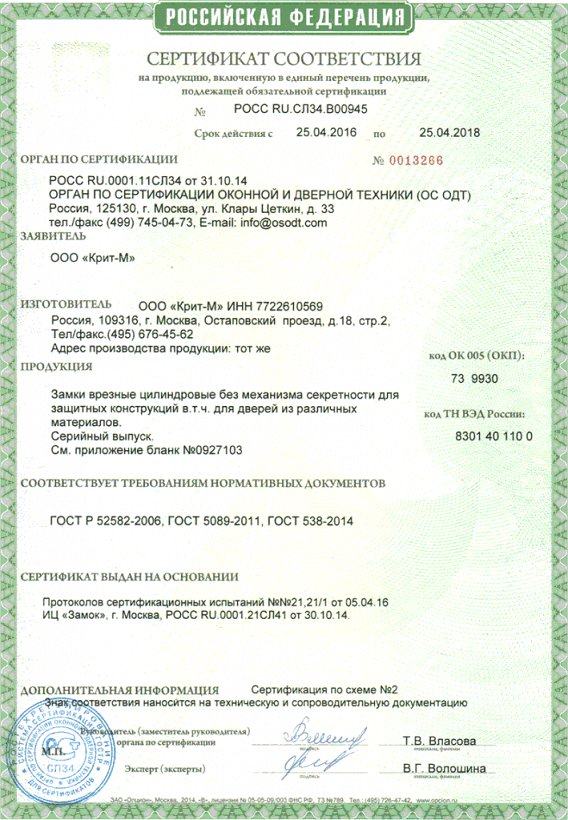 РОССИЙСКАЯ ФЕДЕРАЦИЯ
СЕРТИФИКАТ СООТВЕТСТВИЯ
на продукцию, включенную в единый перечень продукции,
подлежащей обязательной сертификации
№ РОСС RU.СЛ34.В00945
Срок действия с 25.04.2016 по 25.04.2018
ОРГАН ПО СЕРТИФИКАЦИИ № 0013266
РОСС RU.0001.11СЛ34 от 31.10.14
ОРГАН ПО СЕРТИФИКАЦИИ ОКОННОЙ И ДВЕРНОЙ ТЕХНИКИ (ОС ОДТ)
Россия, 125130, г. Москва, ул. Клары Цеткин, д. 33
тел./факс (499) 745-04-73, E-mail: info@osodt.com
ЗАЯВИТЕЛЬ
ООО «Крит-М»
ИЗГОТОВИТЕЛЬ ООО «Крит-М» ИНН 7722610569
Россия, 109316, г. Москва, Остаповский проезд, д.18, стр.2,
Тел/факс.(495) 676-45-62
Адрес производства продукции: тот же
код ОК 005 (ОКП):
ПРОДУКЦИЯ
73 9930
Замки врезные цилиндровые без механизма секретности для
защитных конструкций в.т.ч. для дверей из различных
материалов.
код ТН ВЭД России:
Серийный выпуск.
8301 40 110 0
См. приложение бланк №0927103
СООТВЕТСТВУЕТ ТРЕБОВАНИЯМ НОРМАТИВНЫХ ДОКУМЕНТОВ
ГОСТ Р 52582-2006, ГОСТ 5089-2011, ГОСТ 538-2014
СЕРТИФИКАТ ВЫДАН НА ОСНОВАНИИ
Протоколов сертификационных испытаний №№21,21/1 от 05.04.16
ИЦ «Замок», г. Москва, РОСС RU.0001.21СЛ41 от 30.10.14.
ДОПОЛНИТЕЛЬНАЯ ИНФОРМАЦИЯ Сертификация по схеме №2
Знак соответствия наносится на техническую и сопроводительную документацию
Руководитель (заместитель руководителя)
органа по сертификации
подпись
Т.В. Власова
инициалы, фамилия
М.П.
СЛ34
ДЛЯ СЕРТИФИКАТОВ
Эксперт (эксперты)
подпись
В.Г. Волошина
инициалы, фамилия
ЗАО «Опцион», Москва, 2014, «В», лицензия № 05-05-09/003 ФНС РФ, ТЗ №789. Тел.: (495) 726-47-42, www.opcion.ru